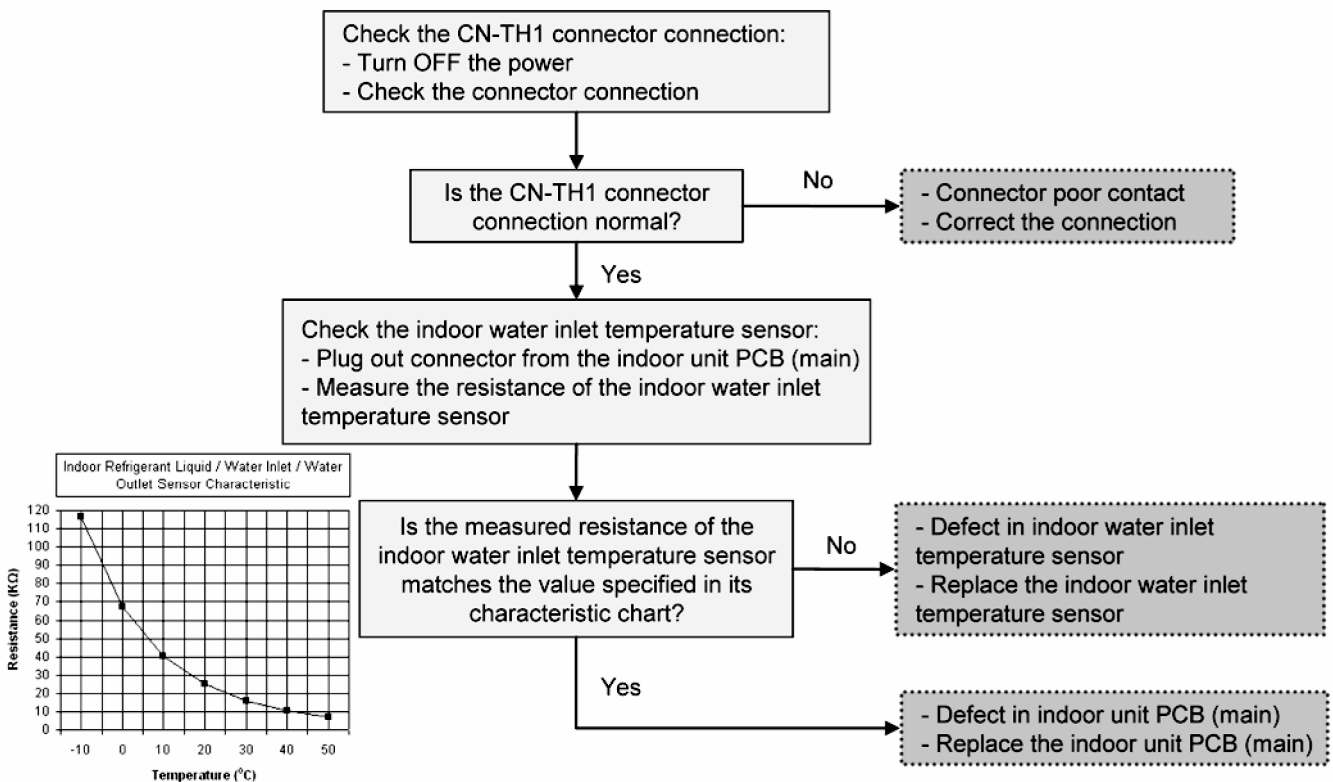 Check the CN-TH1 connector connection:
- Turn OFF the power
- Check the connector connection
Is the CN-TH1 connector
connection normal?
No
- Connector poor contact
- Correct the connection
Yes
Check the indoor water inlet temperature sensor:
- Plug out connector from the indoor unit PCB (main)
- Measure the resistance of the indoor water inlet
temperature sensor
Indoor Refrigerant Liquid / Water Inlet / Water
Outlet Sensor Characteristic
Resistance (KΩ)
120
110
100
90
80
70
60
50
40
30
20
10
0
-10 0 10 20 30 40 50
Temperature (⁰C)
Is the measured resistance of the
indoor water inlet temperature sensor
matches the value specified in its
characteristic chart?
No
- Defect in indoor water inlet
temperature sensor
- Replace the indoor water inlet
temperature sensor
Yes
- Defect in indoor unit PCB (main)
- Replace the indoor unit PCB (main)